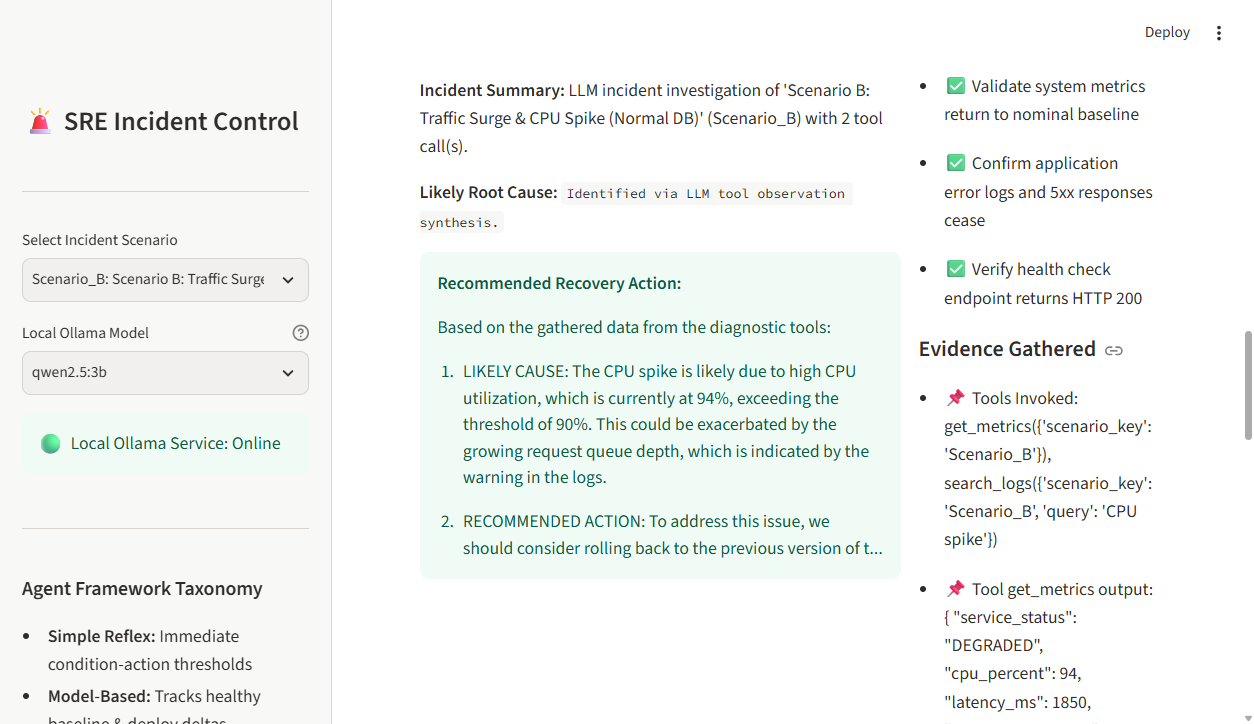 Deploy
SRE Incident Control
Select Incident Scenario
Scenario_B: Scenario B: Traffic Surge
Local Ollama Model
qwen2.5:3b
Local Ollama Service: Online
Agent Framework Taxonomy
Simple Reflex: Immediate
condition-action thresholds
Model-Based: Tracks healthy
baseline & deploy deltas
Incident Summary: LLM incident investigation of 'Scenario B:
Traffic Surge & CPU Spike (Normal DB)' (Scenario_B) with 2 tool
call(s).
Likely Root Cause: Identified via LLM tool observation
synthesis.
Recommended Recovery Action:
Based on the gathered data from the diagnostic tools:
1. LIKELY CAUSE: The CPU spike is likely due to high CPU
utilization, which is currently at 94%, exceeding the
threshold of 90%. This could be exacerbated by the
growing request queue depth, which is indicated by the
warning in the logs.
2. RECOMMENDED ACTION: To address this issue, we
should consider rolling back to the previous version of t...
Validate system metrics
return to nominal baseline
Confirm application
error logs and 5xx responses
cease
Verify health check
endpoint returns HTTP 200
Evidence Gathered
Tools Invoked:
get_metrics({'scenario_key':
'Scenario_B'}),
search_logs({'scenario_key':
'Scenario_B', 'query': 'CPU
spike'})
Tool get_metrics output:
{ "service_status":
"DEGRADED",
"cpu_percent": 94,
"latency_ms": 1850,